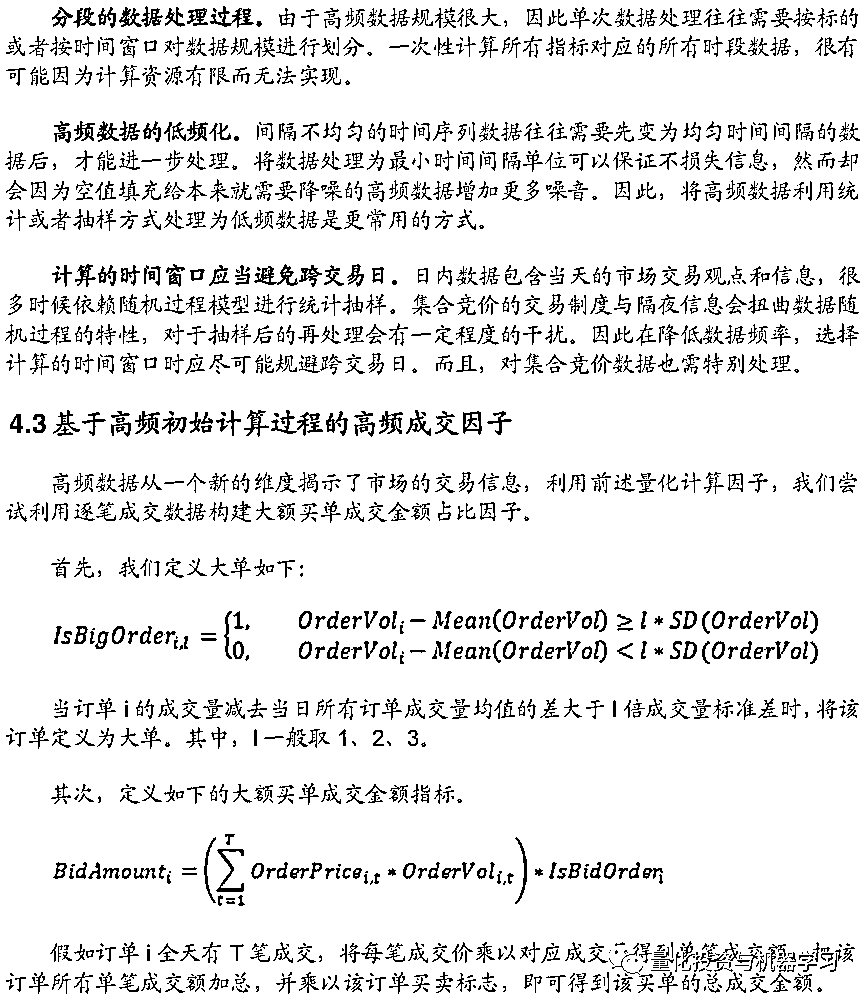 分段的数据处理过程。由于高频数据规模很大，因此单次数据处理往往需要按标的
或者按时间窗口对数据规模进行划分。一次性计算所有指标对应的所有时段数据，很有
可能因为计算资源有限而无法实现。
高频数据的低频化。间隔不均匀的时间序列数据往往需要先变为均匀时间间隔的数
据后，才能进一步处理。将数据处理为最小时间间隔单位可以保证不损失信息，然而却
会因为空值填充给本来就需要降噪的高频数据增加更多噪音。因此，将高频数据利用统
计或者抽样方式处理为低频数据是更常用的方式。
计算的时间窗口应当避免跨交易日。日内数据包含当天的市场交易观点和信息，很
多时候依赖随机过程模型进行统计抽样。集合竞价的交易制度与隔夜信息会扭曲数据随
机过程的特性，对于抽样后的再处理会有一定程度的干扰。因此在降低数据频率，选择
计算的时间窗口时应尽可能规避跨交易日。而且，对集合竞价数据也需特别处理。
4.3 基于高频初始计算过程的高频成交因子
高频数据从一个新的维度揭示了市场的交易信息，利用前述量化计算因子，我们尝
试利用逐笔成交数据构建大额买单成交金额占比因子。
首先，我们定义大单如下：
IsBigOrder_{i,l} = {1, OrderVol_i − Mean(OrderVol) ≥ l * SD(OrderVol)
0, OrderVol_i − Mean(OrderVol) < l * SD(OrderVol)
当订单 i 的成交量减去当日所有订单成交量均值的差大于 l 倍成交量标准差时，将该
订单定义为大单。其中，l 一般取 1、2、3。
其次，定义如下的大额买单成交金额指标。
BidAmount_i = (∑_{t=1}^{T} OrderPrice_{i,t} * OrderVol_{i,t}) * IsBidOrder_i
假如订单 i 全天有 T 笔成交，将每笔成交价乘以对应成交 得到单笔成交额 把该
订单所有单笔成交额加总，并乘以该订单买卖标志，即可得到该买单的总成交金额。
量化投资与机器学习